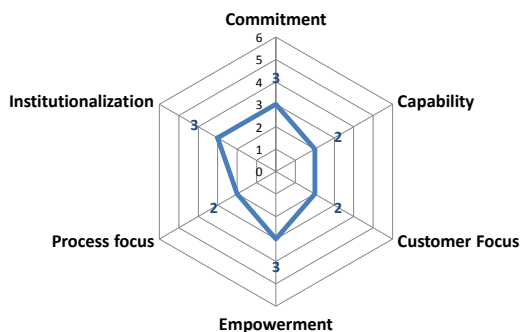 Commitment
6
5
4
3
3
2
1
0
Institutionalization
3
Capability
2
Process focus
2
Customer Focus
2
3
Empowerment